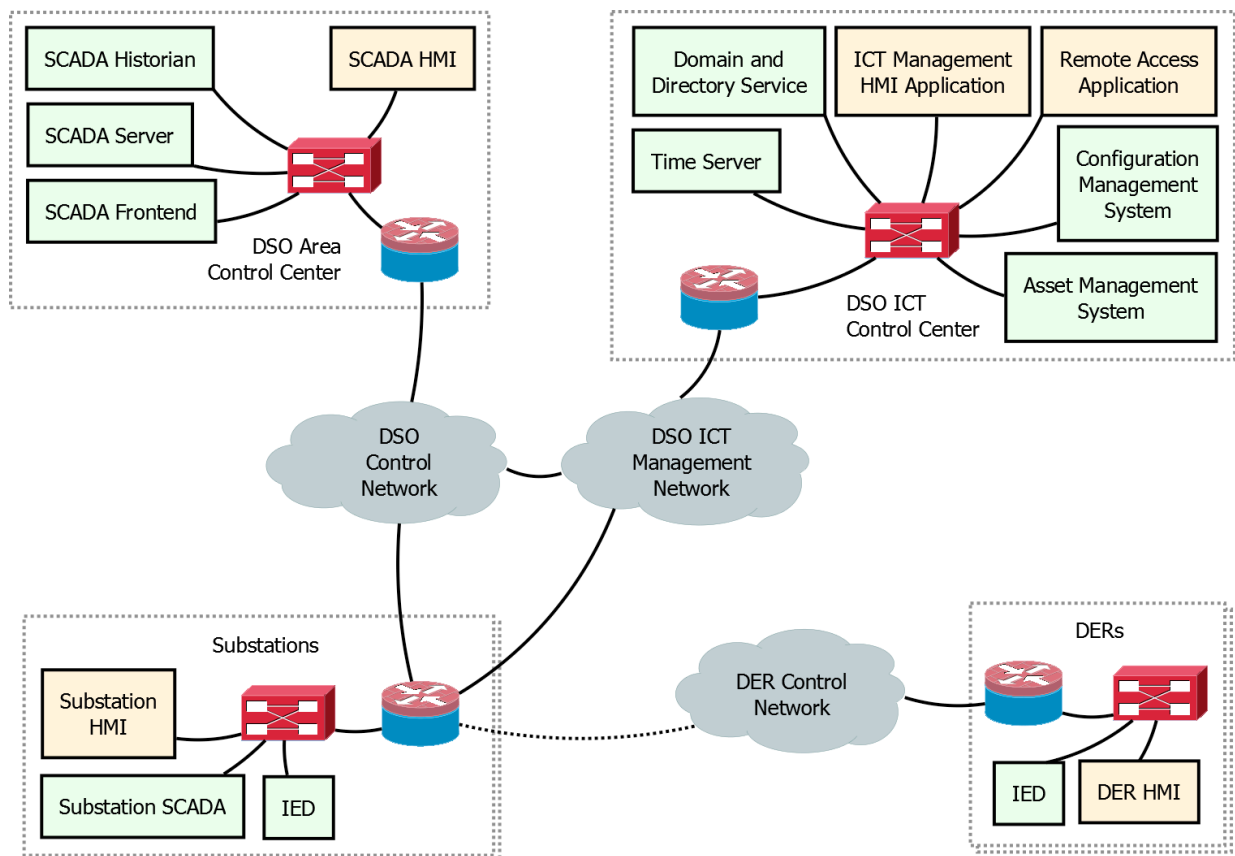 SCADA Historian
SCADA HMI
SCADA Server
SCADA Frontend
DSO Area
Control Center
Domain and
Directory Service
ICT Management
HMI Application
Remote Access
Application
Time Server
Configuration
Management
System
Asset Management
System
DSO ICT
Control Center
DSO
Control
Network
DSO ICT
Management
Network
Substations
Substation
HMI
Substation SCADA
IED
DER Control
Network
DERs
IED
DER HMI